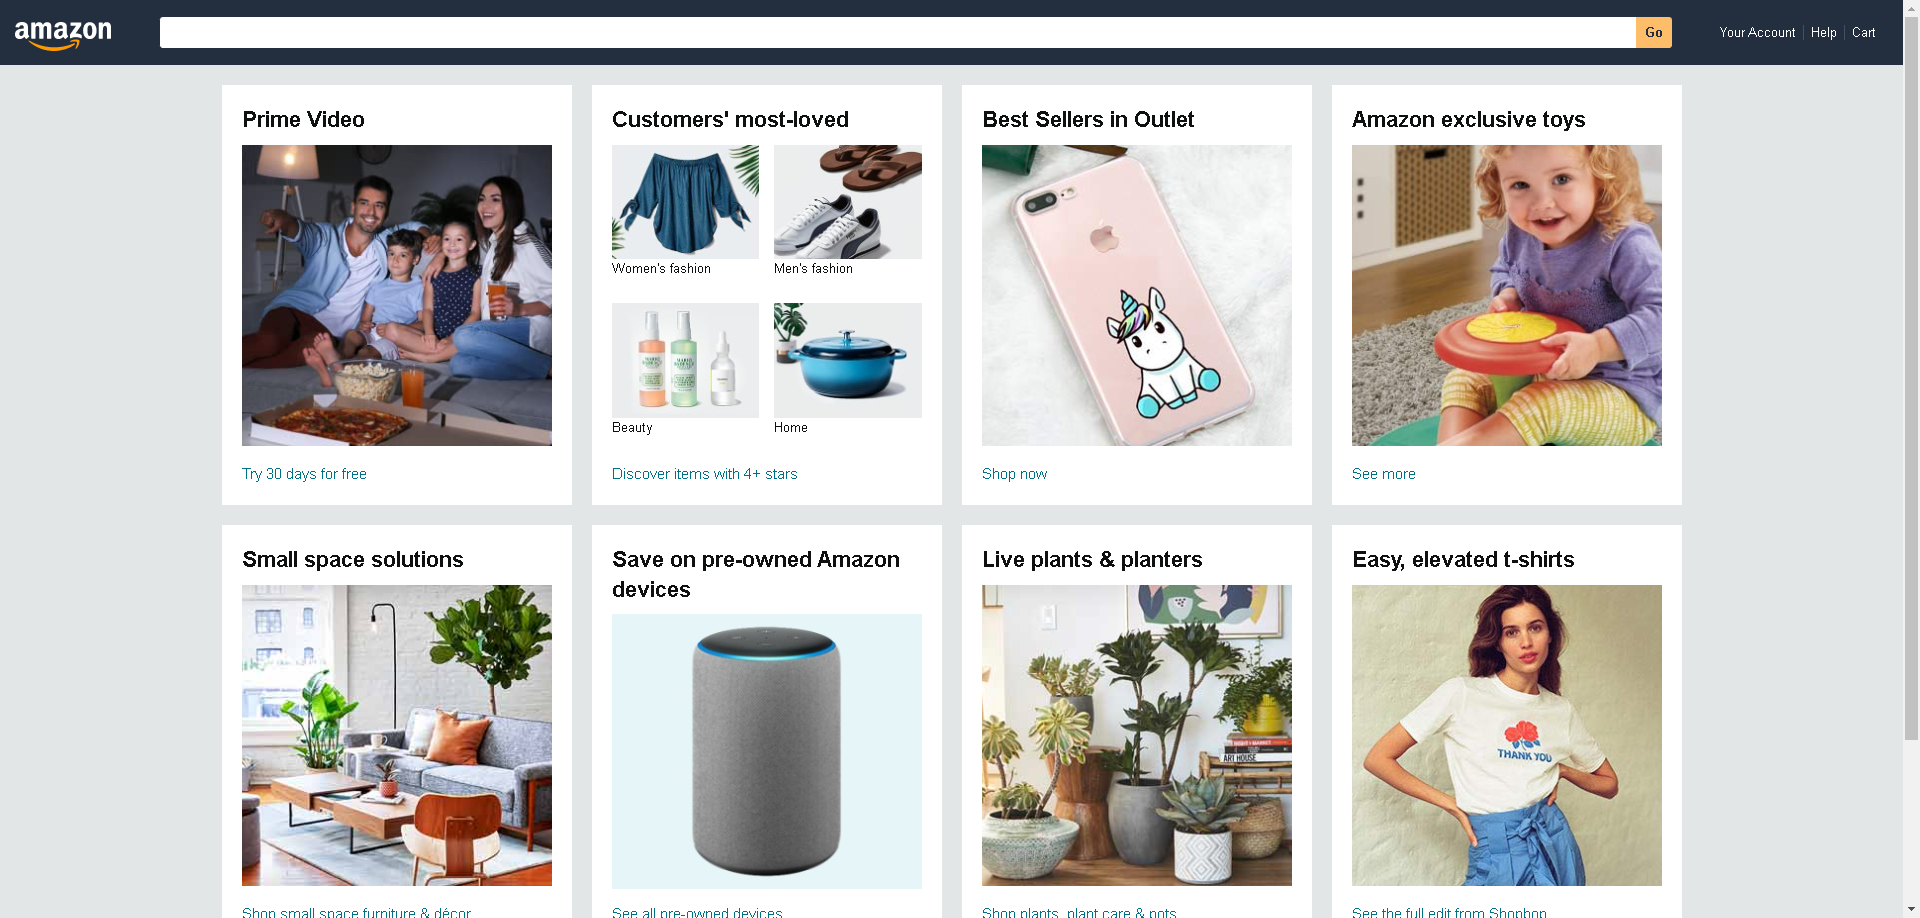 amazon
Go
Your Account
Help
Cart
Prime Video
Customers' most-loved
Best Sellers in Outlet
Amazon exclusive toys
Women's fashion
Men's fashion
Beauty
Home
Try 30 days for free
Discover items with 4+ stars
Shop now
See more
Small space solutions
Save on pre-owned Amazon
devices
Live plants & planters
Easy, elevated t-shirts
ART HOUSE
THANK YOU
Shop small space furniture & décor
See all pre-owned devices
Shop plants, plant care & pots
See the full edit from Shopbop